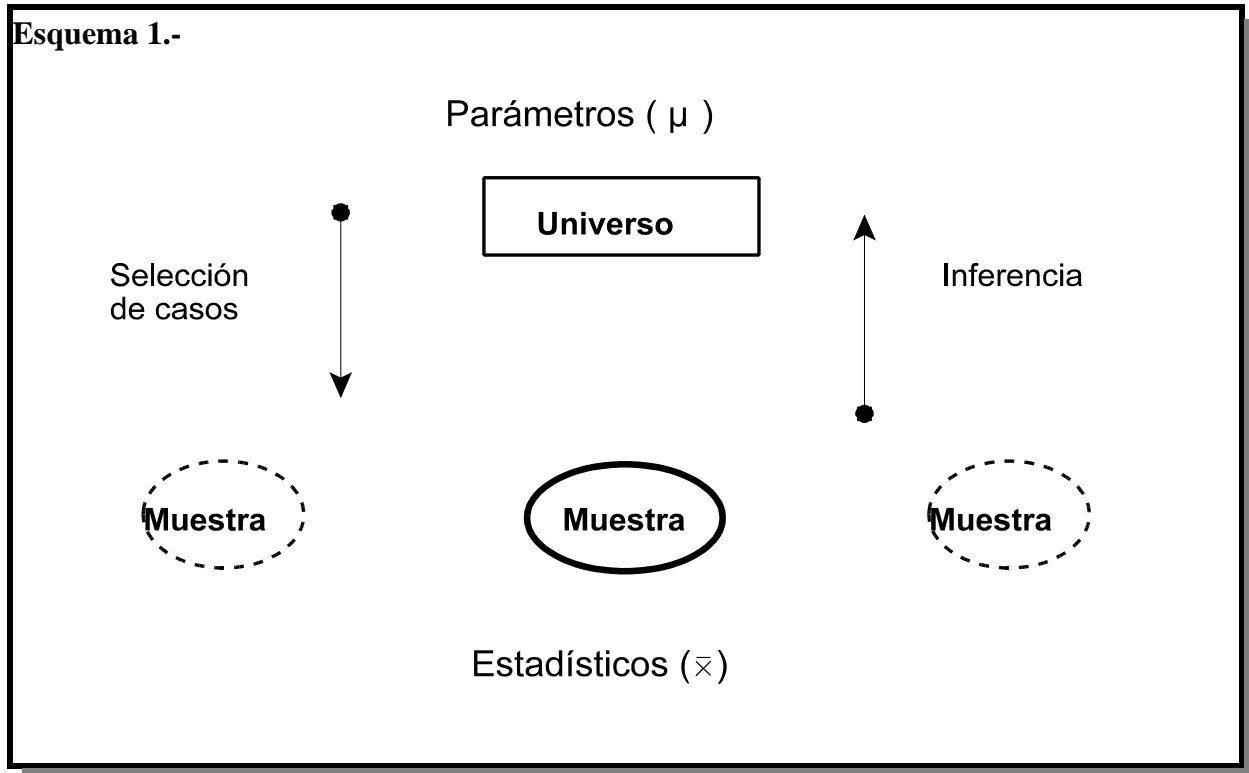 Esquema 1.-
Parámetros ( μ )
Universo
Selección
de casos
Inferencia
Muestra
Muestra
Muestra
Estadísticos (x̄)